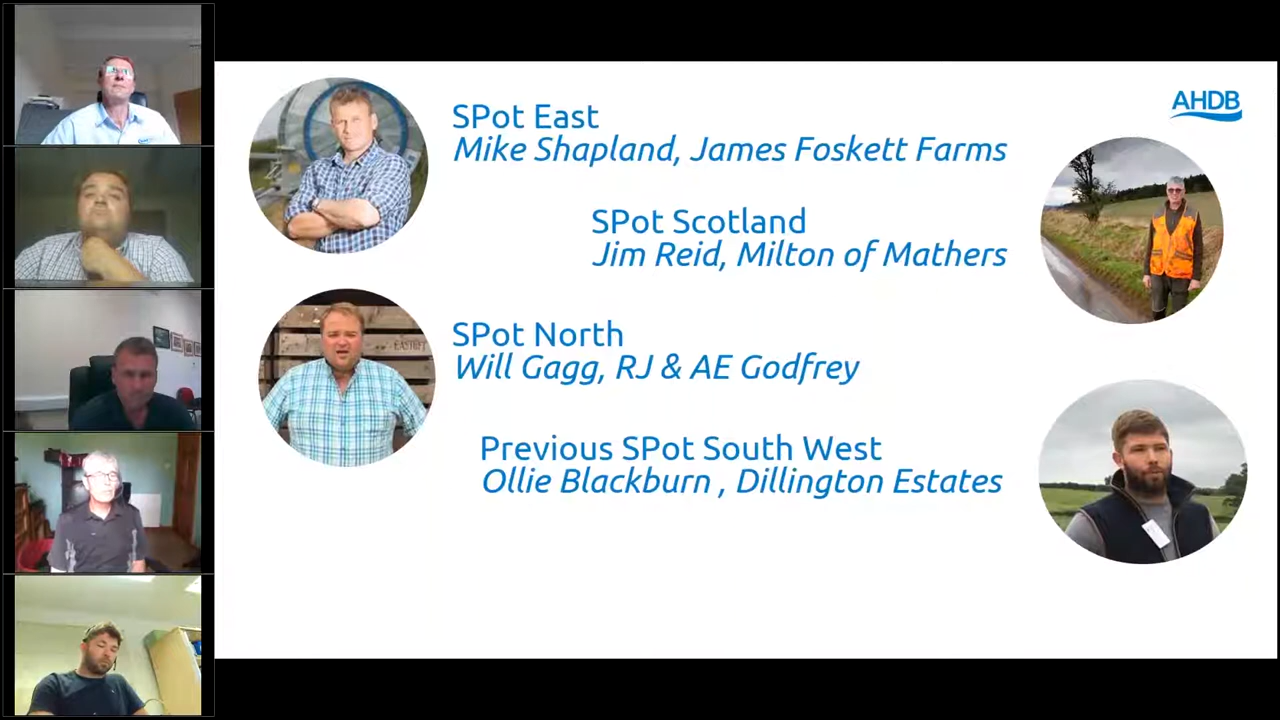 SPot East
Mike Shapland, James Foskett Farms
AHDB
SPot Scotland
Jim Reid, Milton of Mathers
SPot North
Will Gagg, RJ & AE Godfrey
Previous SPot South West
Ollie Blackburn , Dillington Estates